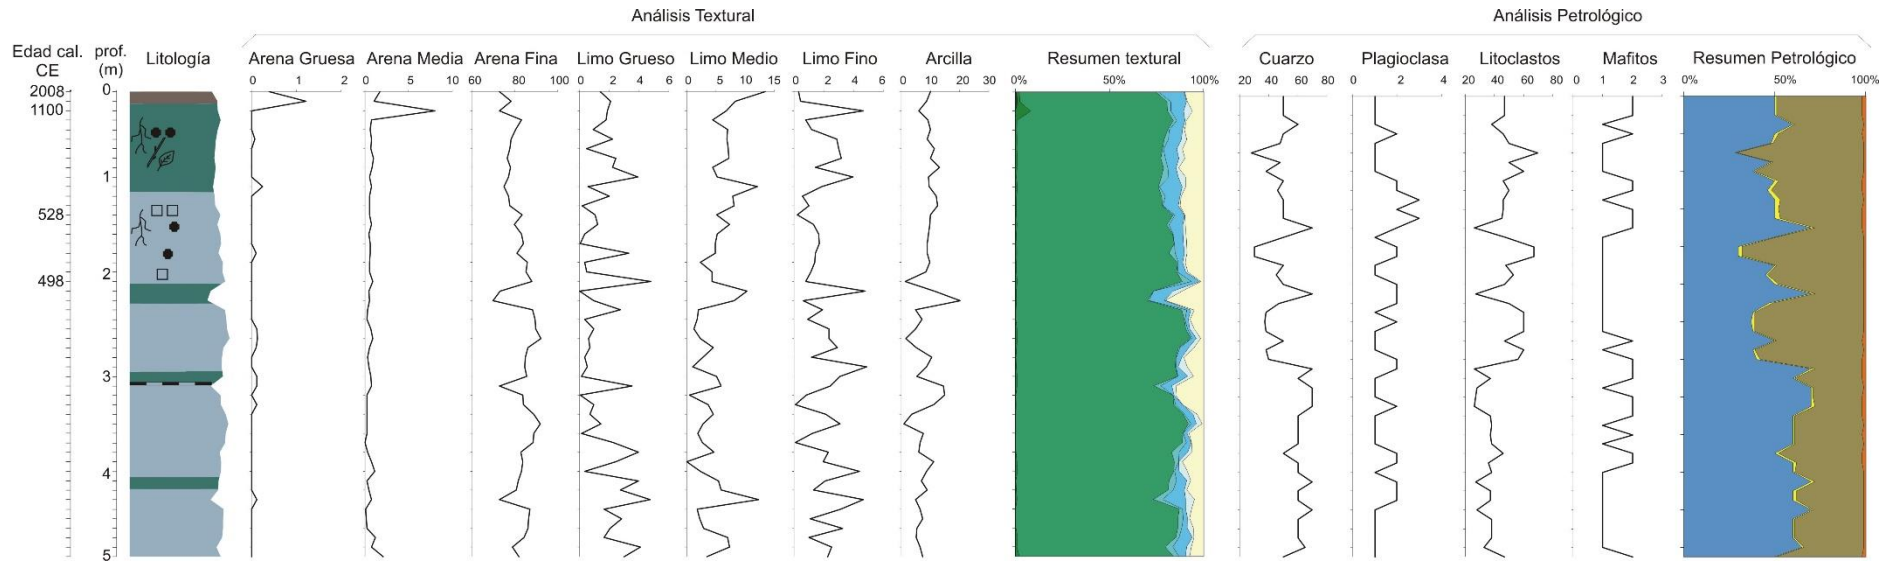 Análisis Textural
Análisis Petrológico
Edad cal. CE
prof. (m)
Litología
Arena Gruesa
Arena Media
Arena Fina
Limo Grueso
Limo Medio
Limo Fino
Arcilla
Resumen textural
Cuarzo
Plagioclasa
Litoclastos
Mafitos
Resumen Petrológico
0 1 2
0 5 10
60 80 100
0 2 4 6
0 5 10 15
0 2 4 6
0 10 20 30
0% 50% 100%
20 40 60 80
0 2 4
20 40 60 80
0 1 2 3
0% 50% 100%
2008 0
1100
1
528
2
498
3
4
5